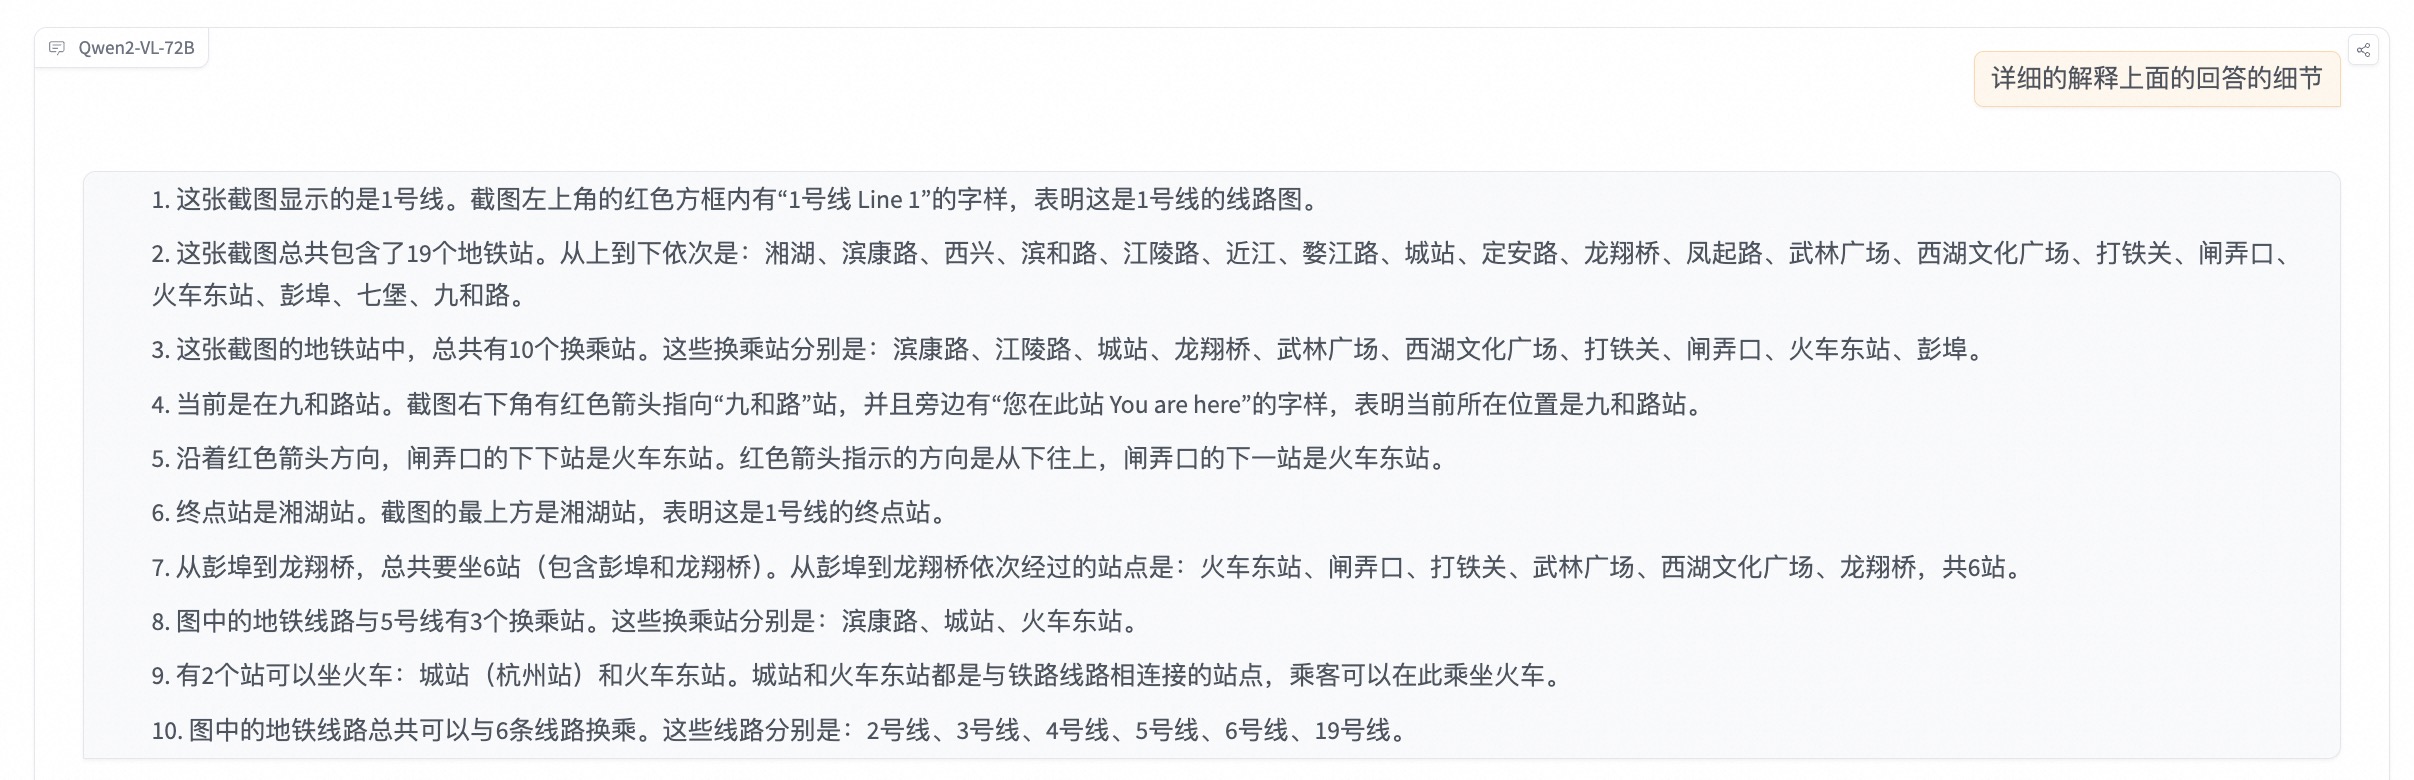 Qwen2-VL-72B
详细的解释上面的回答的细节
1. 这张截图显示的是1号线。截图左上角的红色方框内有“1号线 Line 1”的字样，表明这是1号线的线路图。
2. 这张截图总共包含了19个地铁站。从上到下依次是：湘湖、滨康路、西兴、滨和路、江陵路、近江、婺江路、城站、定安路、龙翔桥、凤起路、武林广场、西湖文化广场、打铁关、闸弄口、
火车东站、彭埠、七堡、九和路。
3. 这张截图的地铁站中，总共有10个换乘站。这些换乘站分别是：滨康路、江陵路、城站、龙翔桥、武林广场、西湖文化广场、打铁关、闸弄口、火车东站、彭埠。
4. 当前是在九和路站。截图右下角有红色箭头指向“九和路”站，并且旁边有“您在此站 You are here”的字样，表明当前所在位置是九和路站。
5. 沿着红色箭头方向，闸弄口的下下站是火车东站。红色箭头指示的方向是从下往上，闸弄口的下一站是火车东站。
6. 终点站是湘湖站。截图的最上方是湘湖站，表明这是1号线的终点站。
7. 从彭埠到龙翔桥，总共要坐6站（包含彭埠和龙翔桥）。从彭埠到龙翔桥依次经过的站点是：火车东站、闸弄口、打铁关、武林广场、西湖文化广场、龙翔桥，共6站。
8. 图中的地铁线路与5号线有3个换乘站。这些换乘站分别是：滨康路、城站、火车东站。
9. 有2个站可以坐火车：城站（杭州站）和火车东站。城站和火车东站都是与铁路线路相连接的站点，乘客可以在此乘坐火车。
10. 图中的地铁线路总共可以与6条线路换乘。这些线路分别是：2号线、3号线、4号线、5号线、6号线、19号线。